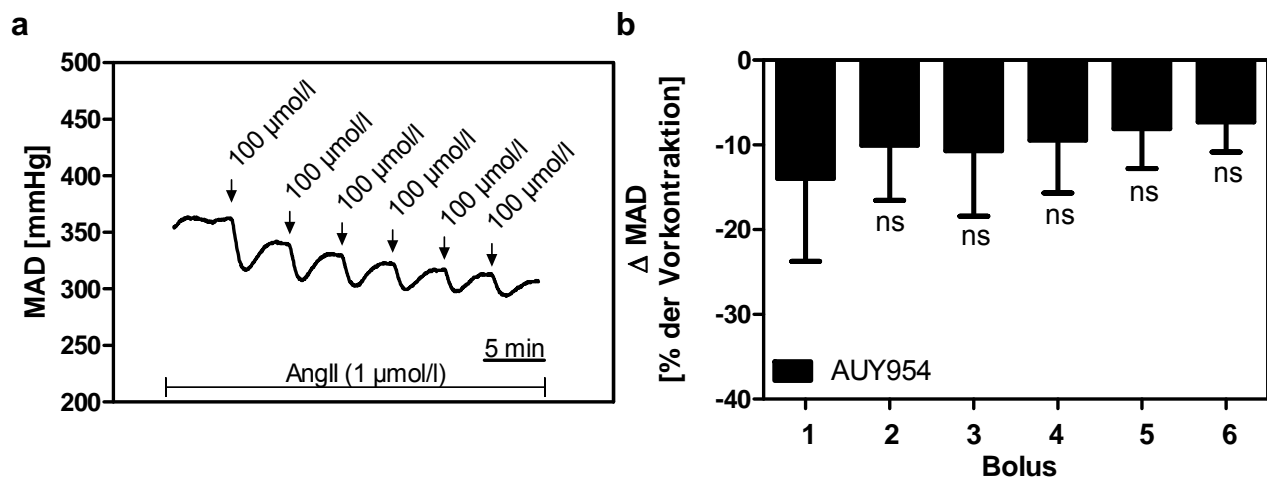 a
500
450
400
350
300
250
200
MAD [mmHg]
100 µmol/l
100 µmol/l
100 µmol/l
100 µmol/l
100 µmol/l
100 µmol/l
5 min
AngII (1 µmol/l)
b
0
-10
-20
-30
-40
Δ MAD
[% der Vorkontraktion]
ns
ns
ns
ns
ns
AUY954
1 2 3 4 5 6
Bolus